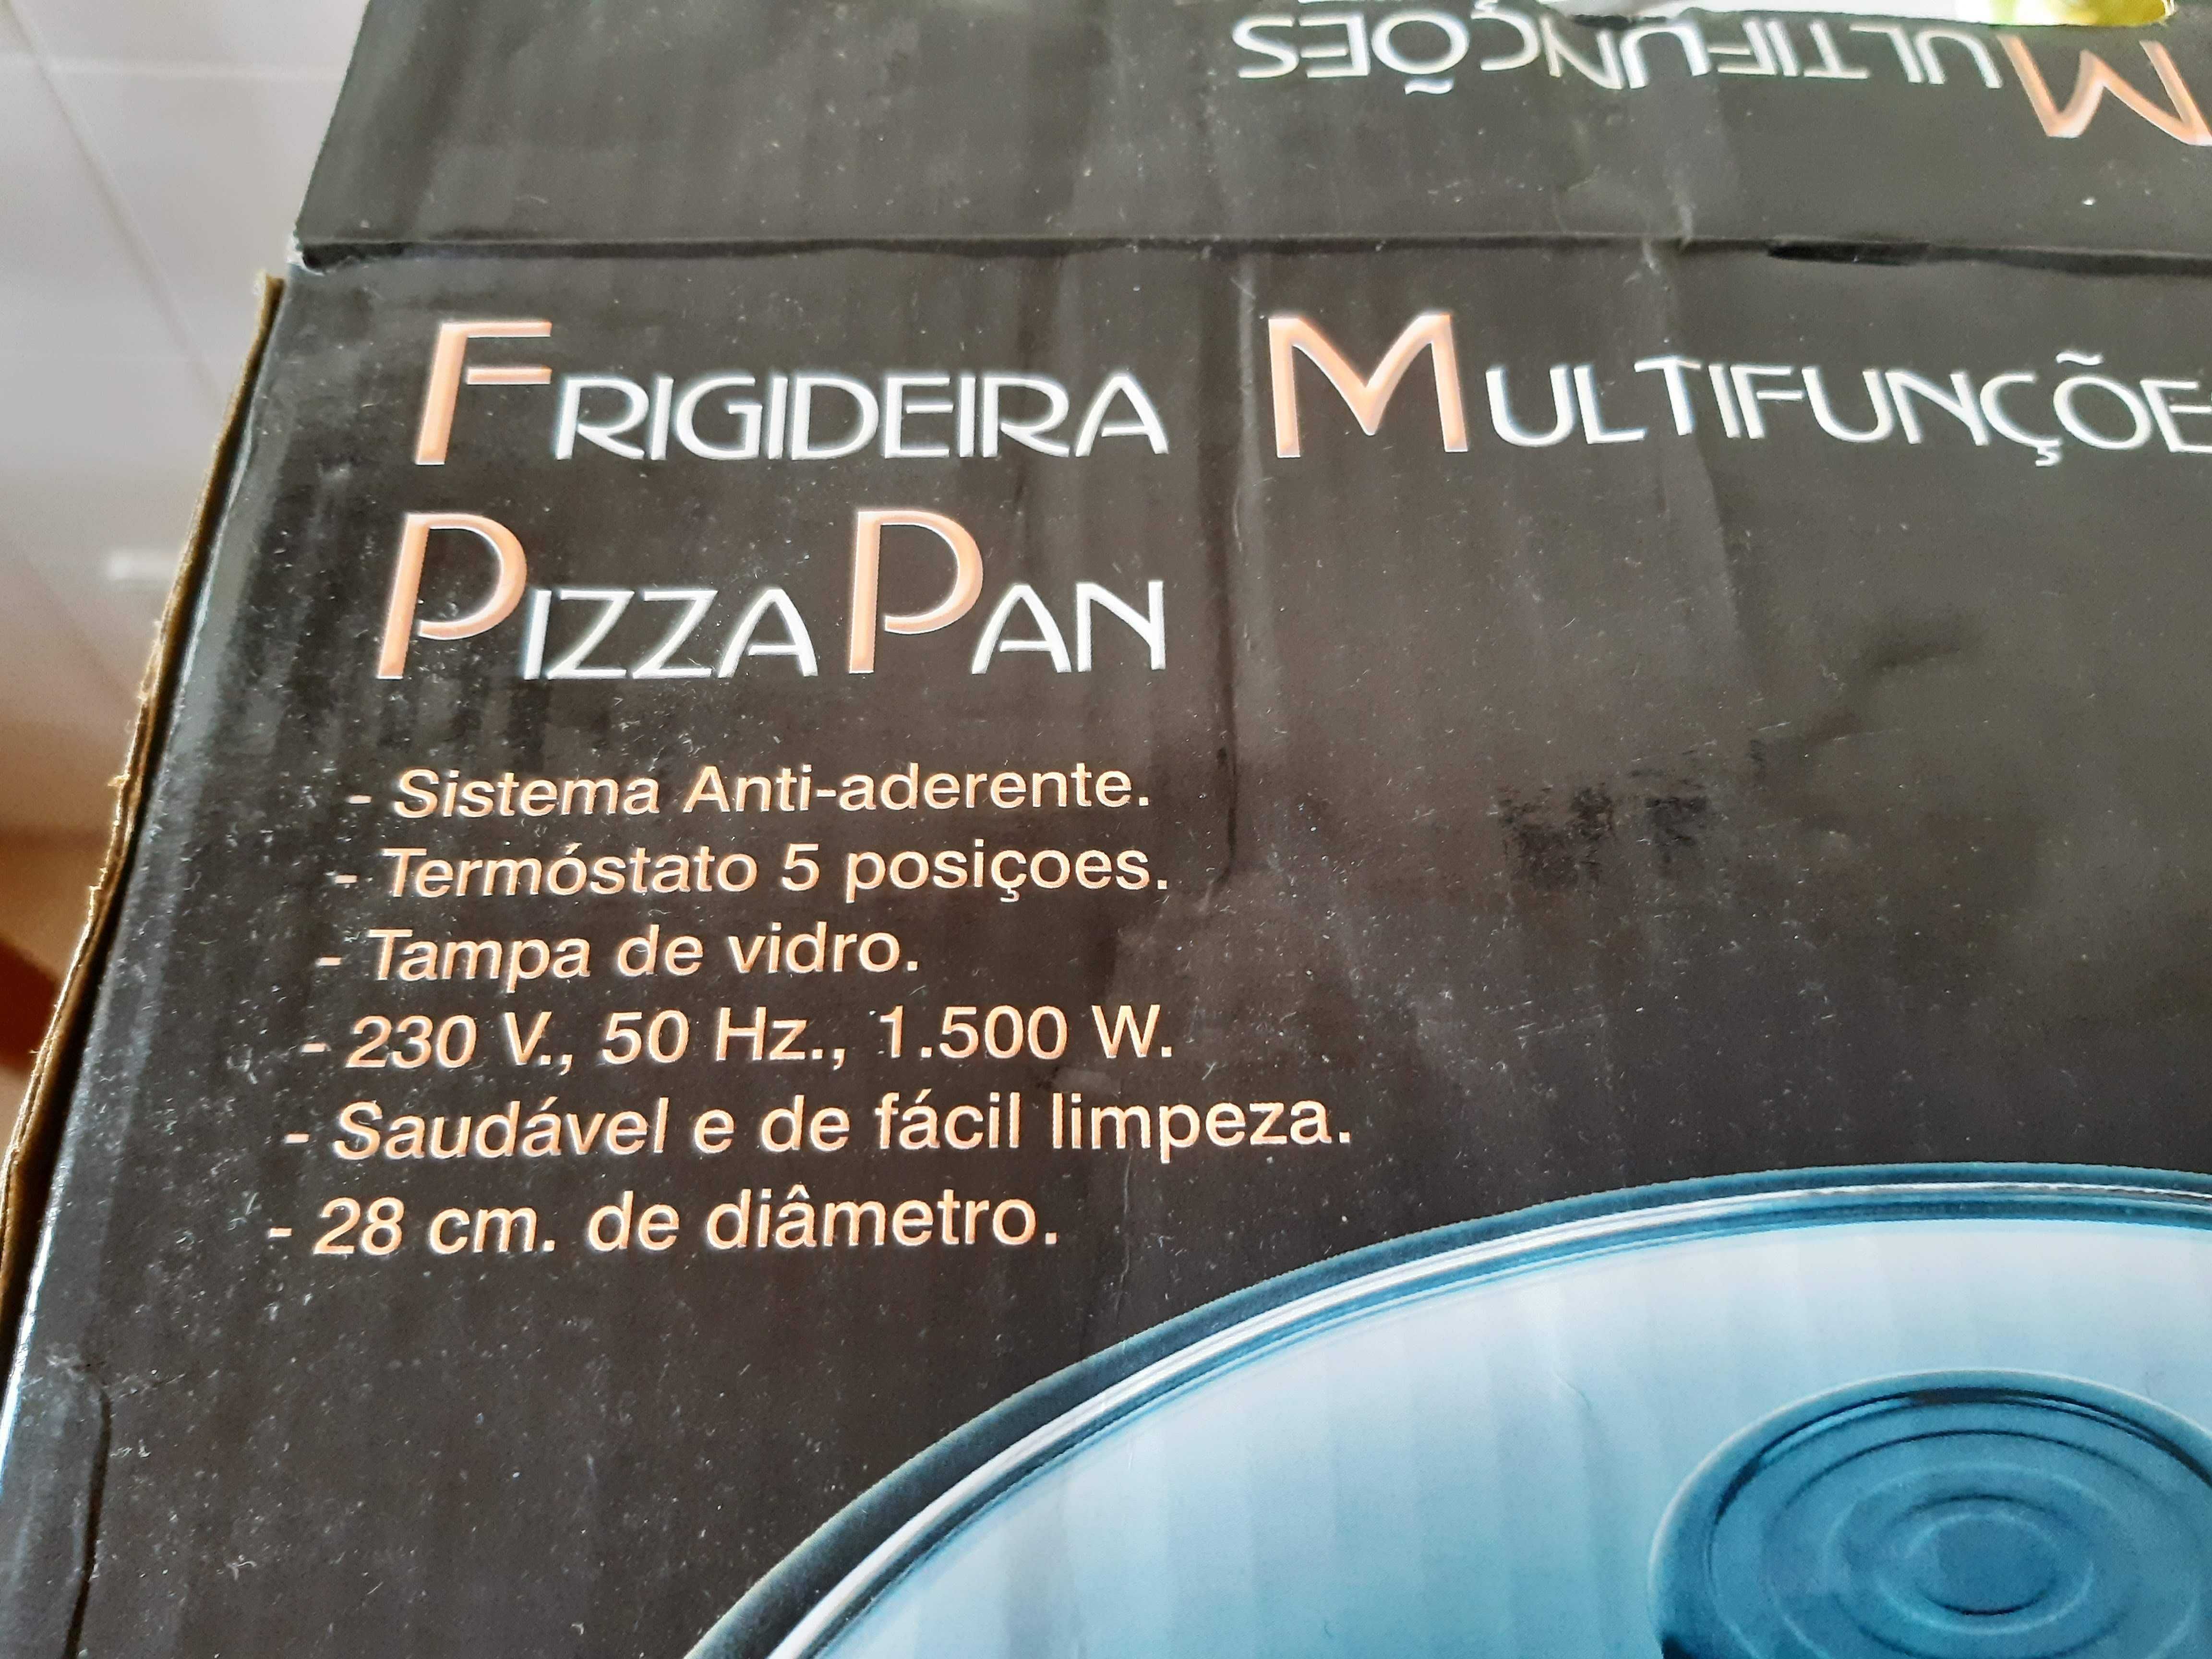 MULTIFUNÇÕES
FRIGIDEIRA MULTIFUNÇÕE
PIZZA PAN
- Sistema Anti-aderente.
- Termóstato 5 posiçoes.
- Tampa de vidro.
- 230 V., 50 Hz., 1.500 W.
- Saudável e de fácil limpeza.
- 28 cm. de diâmetro.